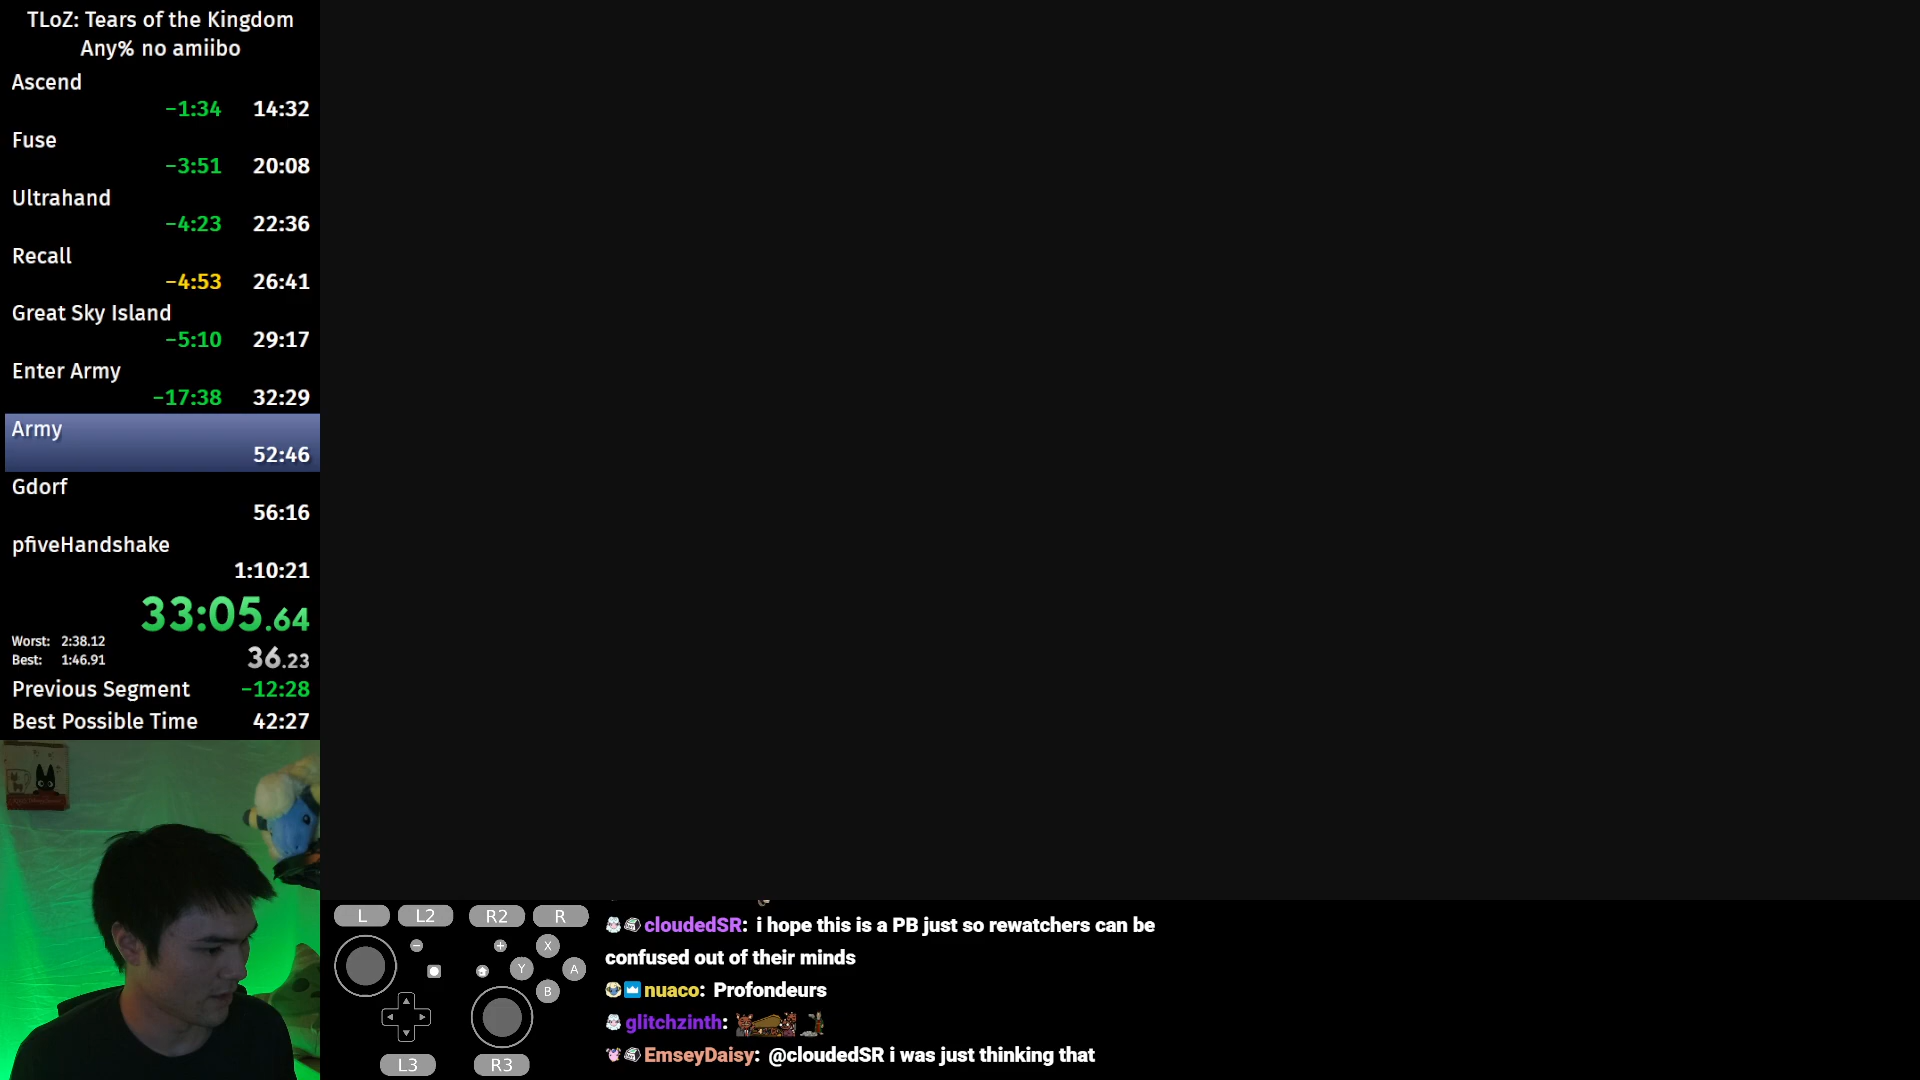 TLoZ: Tears of the Kingdom
Any% no amiibo
Ascend
−1:34 14:32
Fuse
−3:51 20:08
Ultrahand
−4:23 22:36
Recall
−4:53 26:41
Great Sky Island
−5:10 29:17
Enter Army
−17:38 32:29
Army
52:46
Gdorf
56:16
pfiveHandshake
1:10:21
33:05.64
Worst: 2:38.12
Best: 1:46.91
36.23
Previous Segment −12:28
Best Possible Time 42:27
L L2 R2 R
X
Y A
B
L3 R3
cloudedSR: i hope this is a PB just so rewatchers can be
confused out of their minds
nuaco: Profondeurs
glitchzinth:
EmseyDaisy: @cloudedSR i was just thinking that